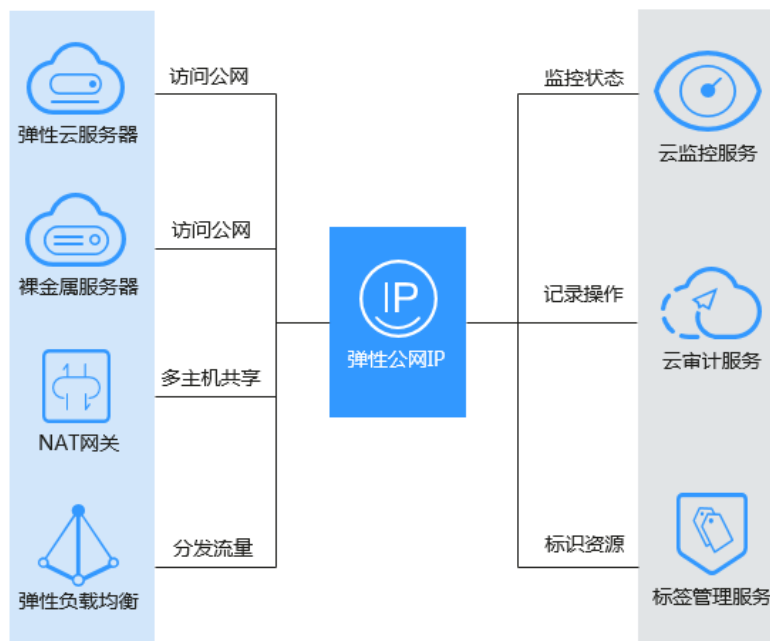 访问公网
弹性云服务器
访问公网
裸金属服务器
多主机共享
NAT网关
分发流量
弹性负载均衡
IP
弹性公网IP
监控状态
云监控服务
记录操作
云审计服务
标识资源
标签管理服务